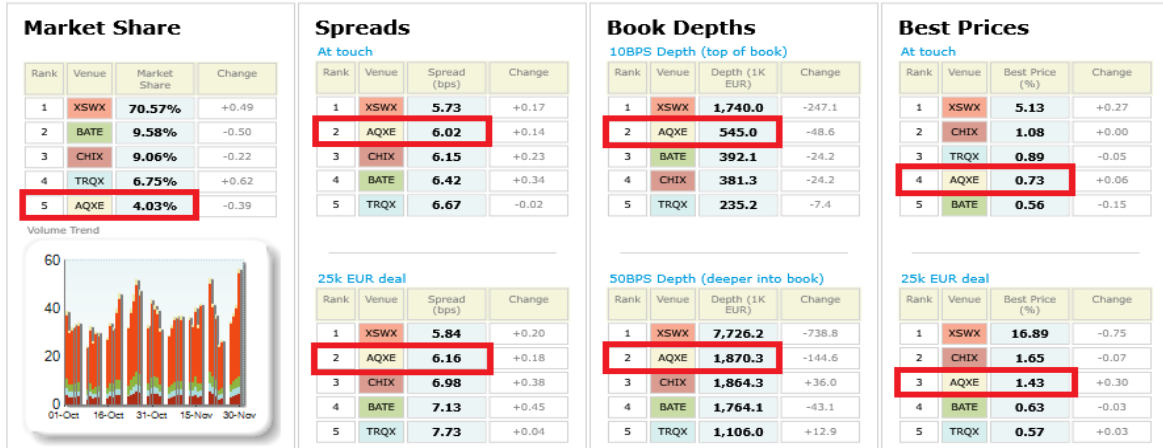 Market Share
Rank Venue Market Share Change
1 XSWX 70.57% +0.49
2 BATE 9.58% -0.50
3 CHIX 9.06% -0.22
4 TRQX 6.75% +0.62
5 AQXE 4.03% -0.39
Volume Trend
60
40
20
0
01-Oct 16-Oct 31-Oct 15-Nov 30-Nov
Spreads
At touch
Rank Venue Spread (bps) Change
1 XSWX 5.73 +0.17
2 AQXE 6.02 +0.14
3 CHIX 6.15 +0.23
4 BATE 6.42 +0.34
5 TRQX 6.67 -0.02
25k EUR deal
Rank Venue Spread (bps) Change
1 XSWX 5.84 +0.20
2 AQXE 6.16 +0.18
3 CHIX 6.98 +0.38
4 BATE 7.13 +0.45
5 TRQX 7.73 +0.04
Book Depths
10BPS Depth (top of book)
Rank Venue Depth (1K EUR) Change
1 XSWX 1,740.0 -247.1
2 AQXE 545.0 -48.6
3 BATE 392.1 -24.2
4 CHIX 381.3 -24.2
5 TRQX 235.2 -7.4
50BPS Depth (deeper into book)
Rank Venue Depth (1K EUR) Change
1 XSWX 7,726.2 -738.8
2 AQXE 1,870.3 -144.6
3 CHIX 1,864.3 +36.0
4 BATE 1,764.1 -43.1
5 TRQX 1,106.0 +12.9
Best Prices
At touch
Rank Venue Best Price (%) Change
1 XSWX 5.13 +0.27
2 CHIX 1.08 +0.00
3 TRQX 0.89 -0.05
4 AQXE 0.73 +0.06
5 BATE 0.56 -0.15
25k EUR deal
Rank Venue Best Price (%) Change
1 XSWX 16.89 -0.75
2 CHIX 1.65 -0.07
3 AQXE 1.43 +0.30
4 BATE 0.63 -0.03
5 TRQX 0.57 +0.03